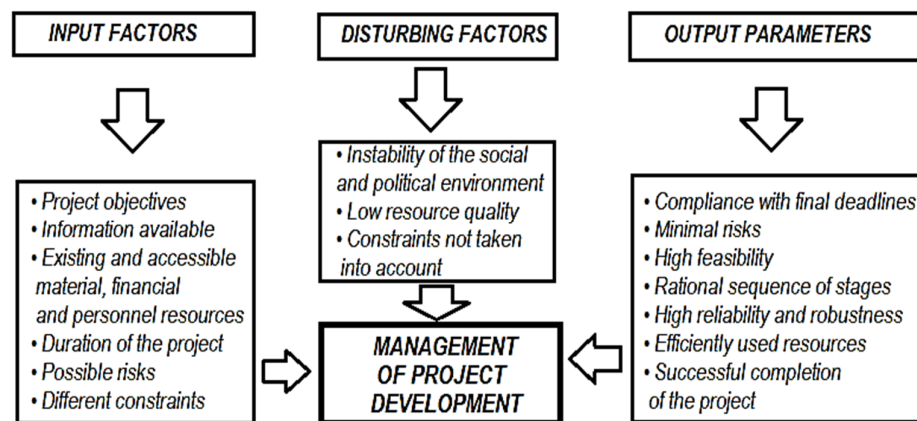 INPUT FACTORS
DISTURBING FACTORS
OUTPUT PARAMETERS
• Project objectives
• Information available
• Existing and accessible
material, financial
and personnel resources
• Duration of the project
• Possible risks
• Different constraints
• Instability of the social
and political environment
• Low resource quality
• Constraints not taken
into account
MANAGEMENT
OF PROJECT
DEVELOPMENT
• Compliance with final deadlines
• Minimal risks
• High feasibility
• Rational sequence of stages
• High reliability and robustness
• Efficiently used resources
• Successful completion
of the project